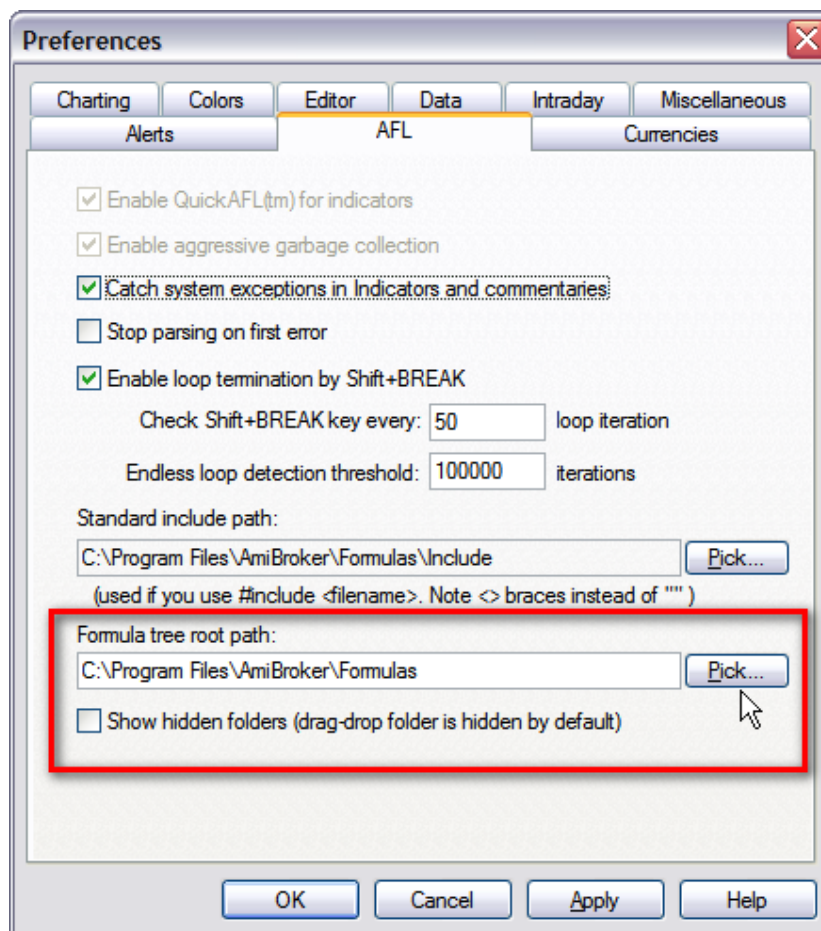 Preferences
Charting Colors Editor Data Intraday Miscellaneous
Alerts AFL Currencies
Enable QuickAFL(tm) for indicators
Enable aggressive garbage collection
Catch system exceptions in Indicators and commentaries
Stop parsing on first error
Enable loop termination by Shift+BREAK
Check Shift+BREAK key every: 50 loop iteration
Endless loop detection threshold: 100000 iterations
Standard include path:
C:\Program Files\AmiBroker\Formulas\Include Pick...
(used if you use #include <filename>. Note <> braces instead of "" )
Formula tree root path:
C:\Program Files\AmiBroker\Formulas Pick...
Show hidden folders (drag-drop folder is hidden by default)
OK Cancel Apply Help